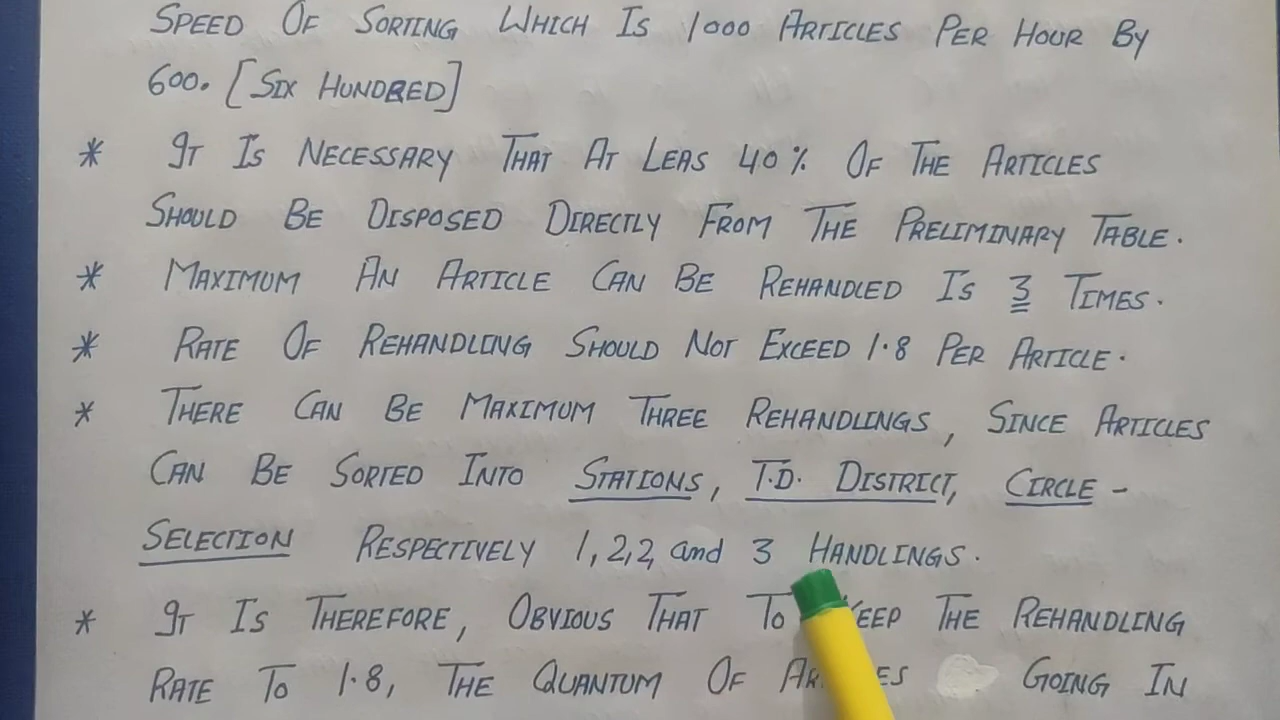 SPEED OF SORTING WHICH IS 1000 ARTICLES PER HOUR BY
600. [SIX HUNDRED]
* IT IS NECESSARY THAT AT LEAS 40% OF THE ARTICLES
SHOULD BE DISPOSED DIRECTLY FROM THE PRELIMINARY TABLE.
* MAXIMUM AN ARTICLE CAN BE REHANDLED IS 3 TIMES.
* RATE OF REHANDLING SHOULD NOT EXCEED 1.8 PER ARTICLE.
* THERE CAN BE MAXIMUM THREE REHANDLINGS, SINCE ARTICLES
CAN BE SORTED INTO STATIONS, T.D. DISTRICT, CIRCLE -
SELECTION RESPECTIVELY 1, 2, 2, and 3 HANDLINGS.
* IT IS THEREFORE, OBVIOUS THAT TO THE REHANDLING
RATE TO 1.8, THE QUANTUM OF GOING IN